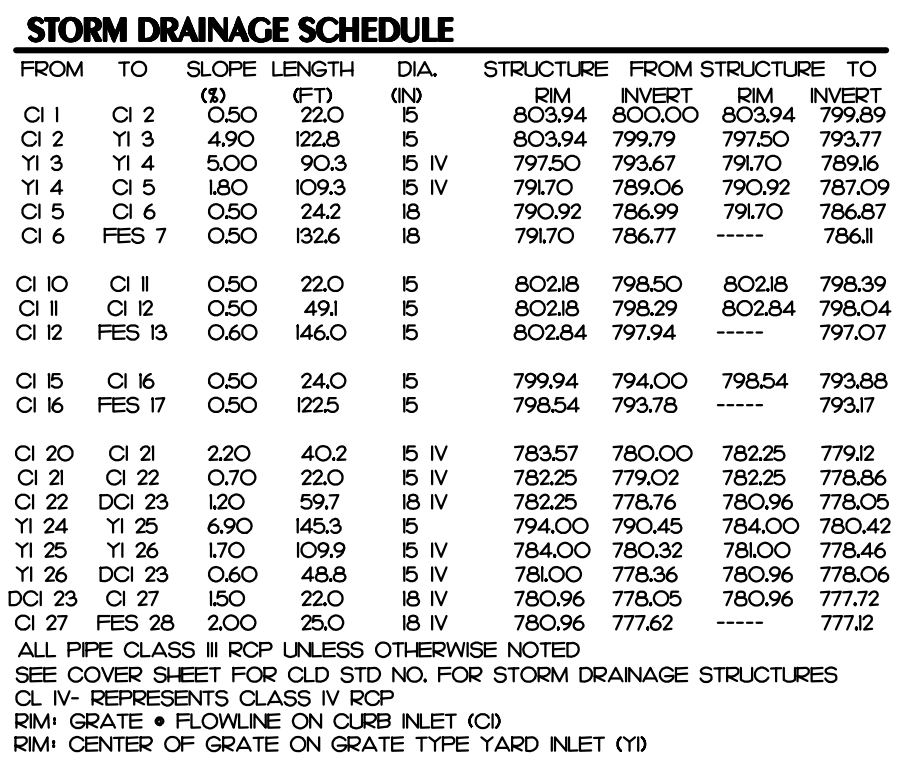 STORM DRAINAGE SCHEDULE
FROM TO SLOPE LENGTH DIA. STRUCTURE FROM STRUCTURE TO
(%) (FT) (IN) RIM INVERT RIM INVERT
CI 1 CI 2 0.50 22.0 15 803.94 800.00 803.94 799.89
CI 2 YI 3 4.90 122.8 15 803.94 799.79 797.50 793.77
YI 3 YI 4 5.00 90.3 15 IV 797.50 793.67 791.70 789.16
YI 4 CI 5 1.80 109.3 15 IV 791.70 789.06 790.92 787.09
CI 5 CI 6 0.50 24.2 18 790.92 786.99 791.70 786.87
CI 6 FES 7 0.50 132.6 18 791.70 786.77 ----- 786.11
CI 10 CI 11 0.50 22.0 15 802.18 798.50 802.18 798.39
CI 11 CI 12 0.50 49.1 15 802.18 798.29 802.84 798.04
CI 12 FES 13 0.60 146.0 15 802.84 797.94 ----- 797.07
CI 15 CI 16 0.50 24.0 15 799.94 794.00 798.54 793.88
CI 16 FES 17 0.50 122.5 15 798.54 793.78 ----- 793.17
CI 20 CI 21 2.20 40.2 15 IV 783.57 780.00 782.25 779.12
CI 21 CI 22 0.70 22.0 15 IV 782.25 779.02 782.25 778.86
CI 22 DCI 23 1.20 59.7 18 IV 782.25 778.76 780.96 778.05
YI 24 YI 25 6.90 145.3 15 794.00 790.45 784.00 780.42
YI 25 YI 26 1.70 109.9 15 IV 784.00 780.32 781.00 778.46
YI 26 DCI 23 0.60 48.8 15 IV 781.00 778.36 780.96 778.06
DCI 23 CI 27 1.50 22.0 18 IV 780.96 778.05 780.96 777.72
CI 27 FES 28 2.00 25.0 18 IV 780.96 777.62 ----- 777.12
ALL PIPE CLASS III RCP UNLESS OTHERWISE NOTED
SEE COVER SHEET FOR CLD STD NO. FOR STORM DRAINAGE STRUCTURES
CL IV- REPRESENTS CLASS IV RCP
RIM: GRATE @ FLOWLINE ON CURB INLET (CI)
RIM: CENTER OF GRATE ON GRATE TYPE YARD INLET (YI)